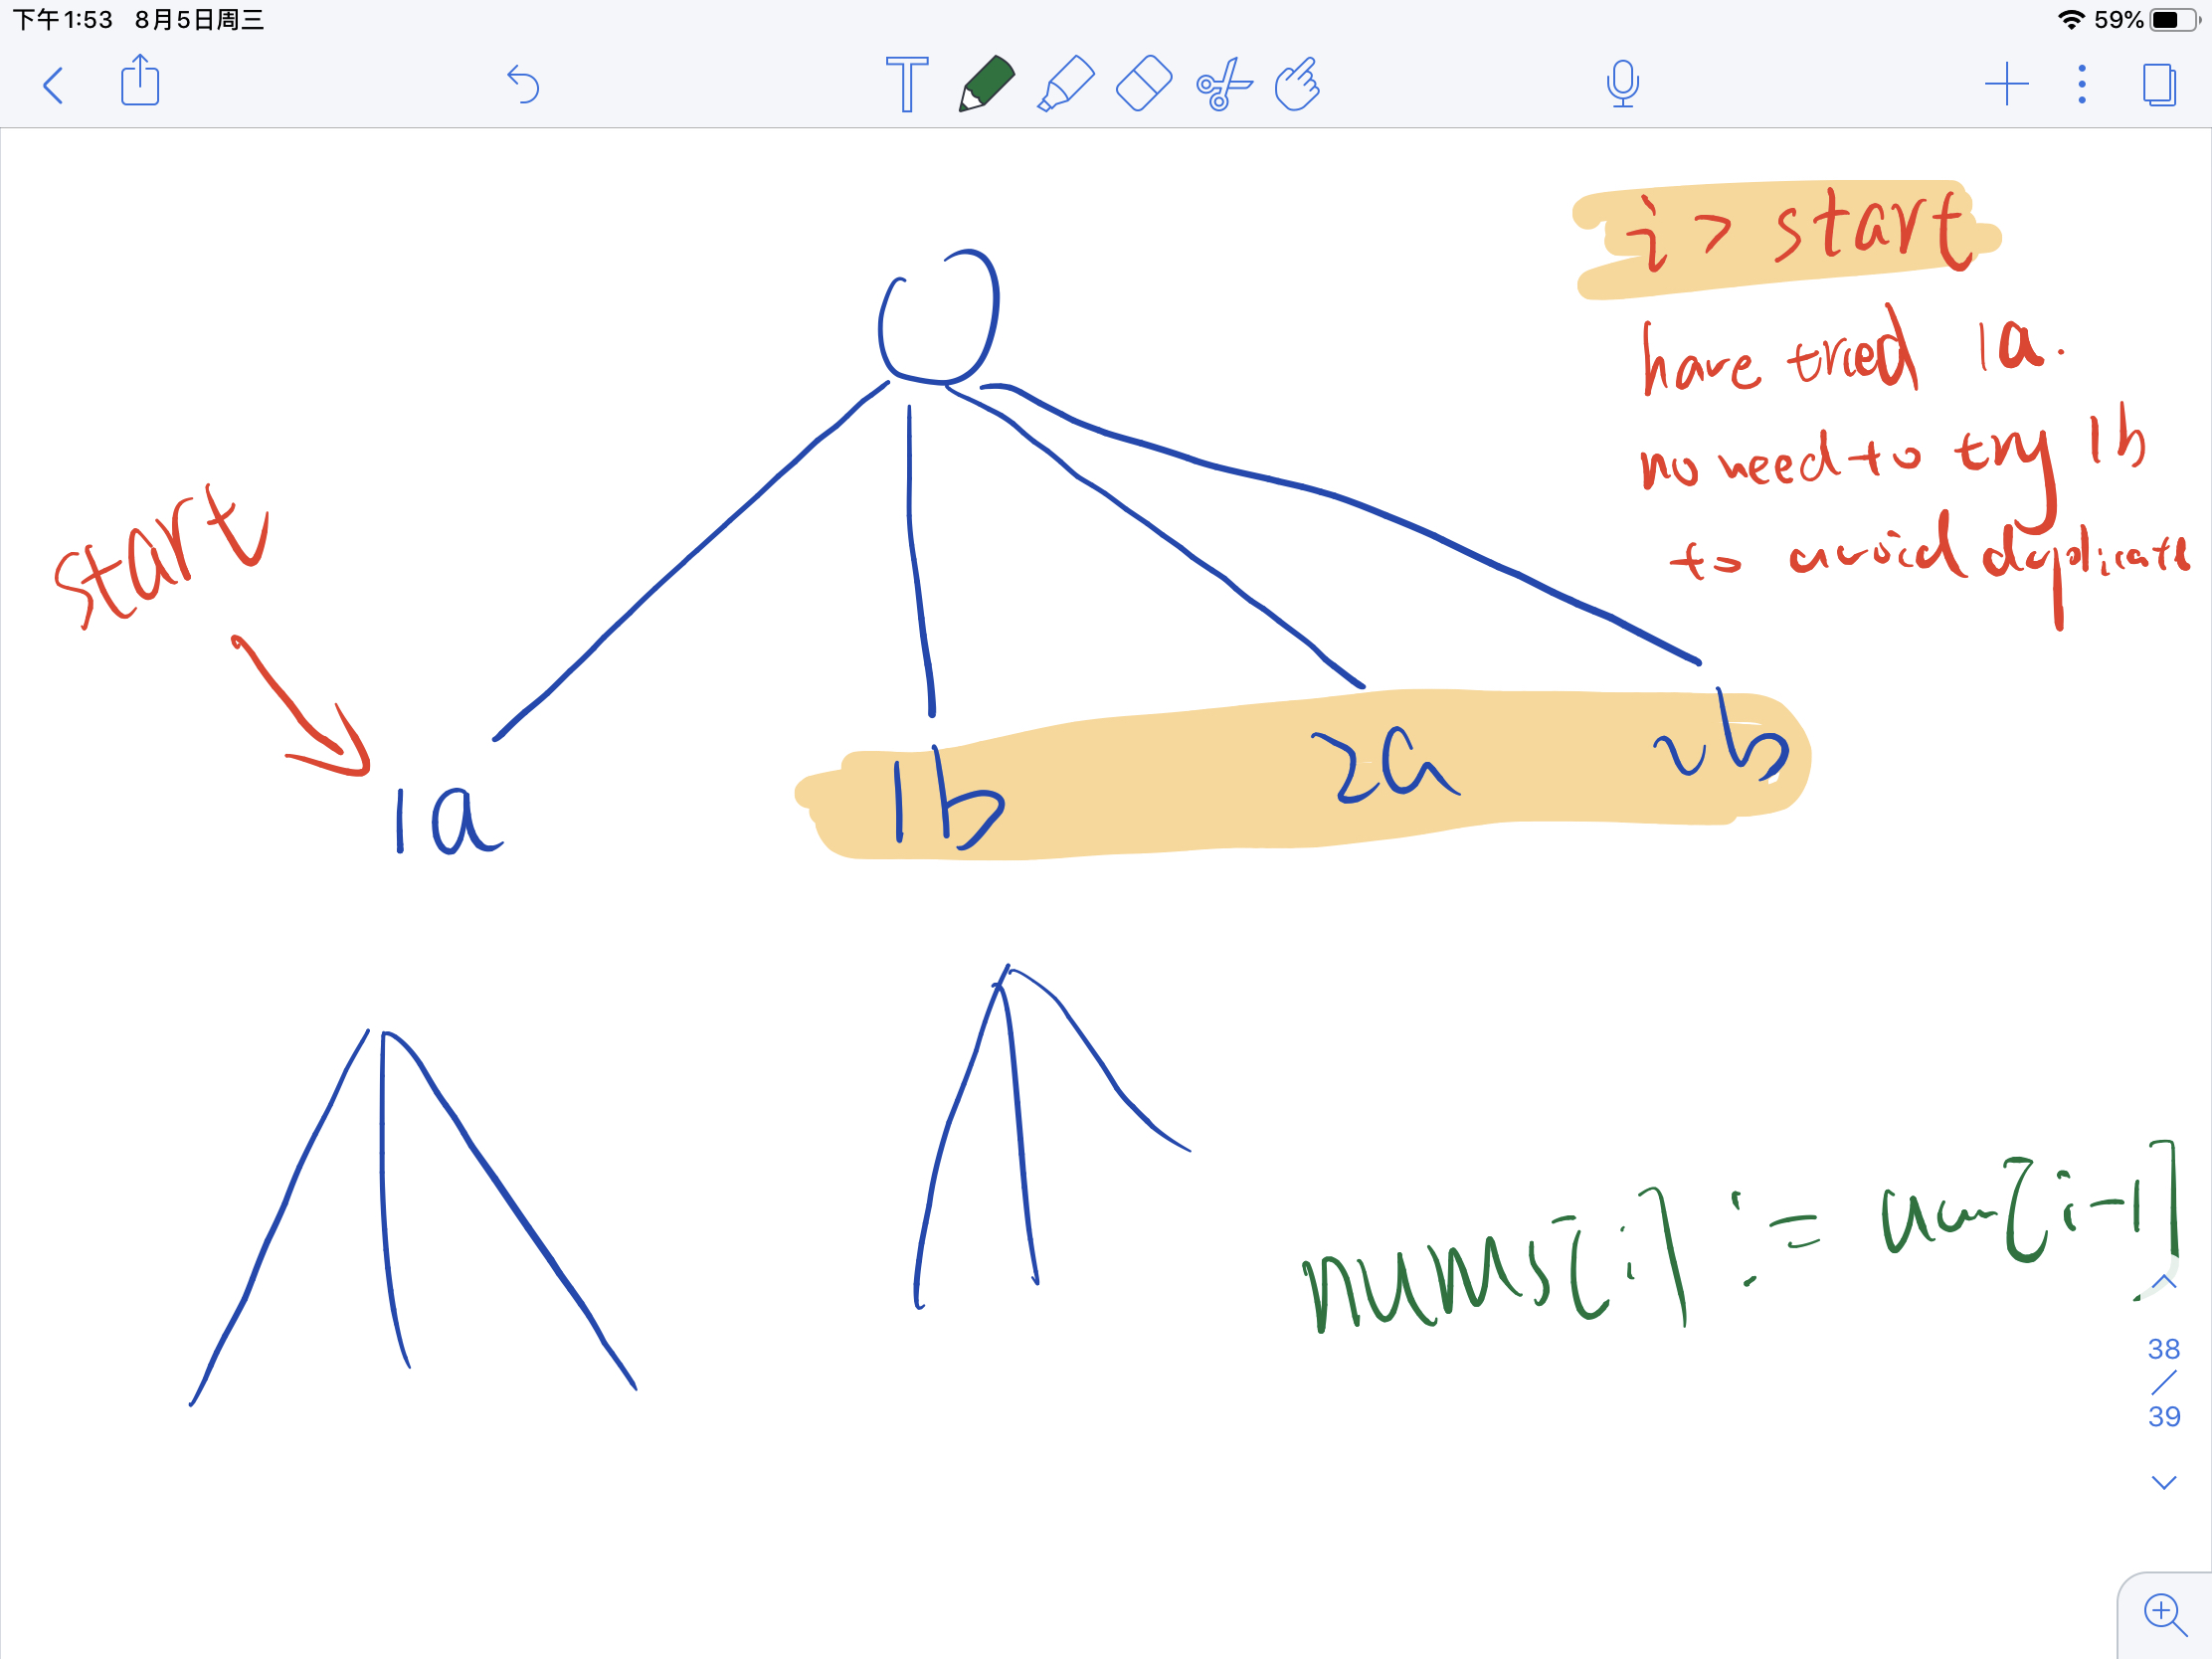 下午1:53 8月5日周三
59%
T
i > start
have tried 1a.
no need to try 1b
to avoid duplicate
start
1a
1b
2a
2b
nums[i] != arr[i-1]
38
39